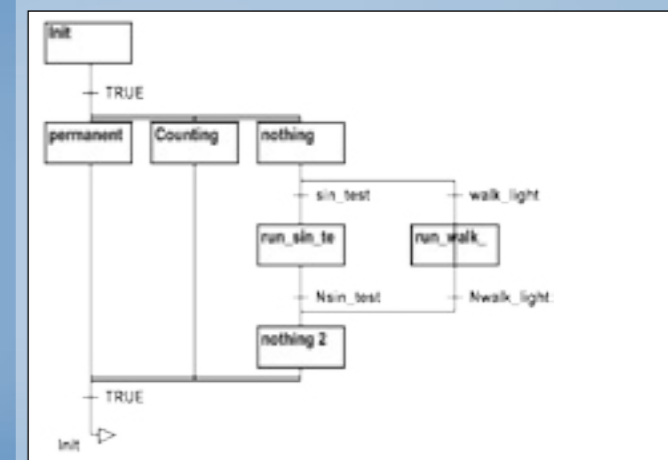 Init
TRUE
permanent Counting nothing
sin_test walk_light
run_sin_te run_walk_
Nsin_test Nwalk_light
nothing 2
TRUE
Init